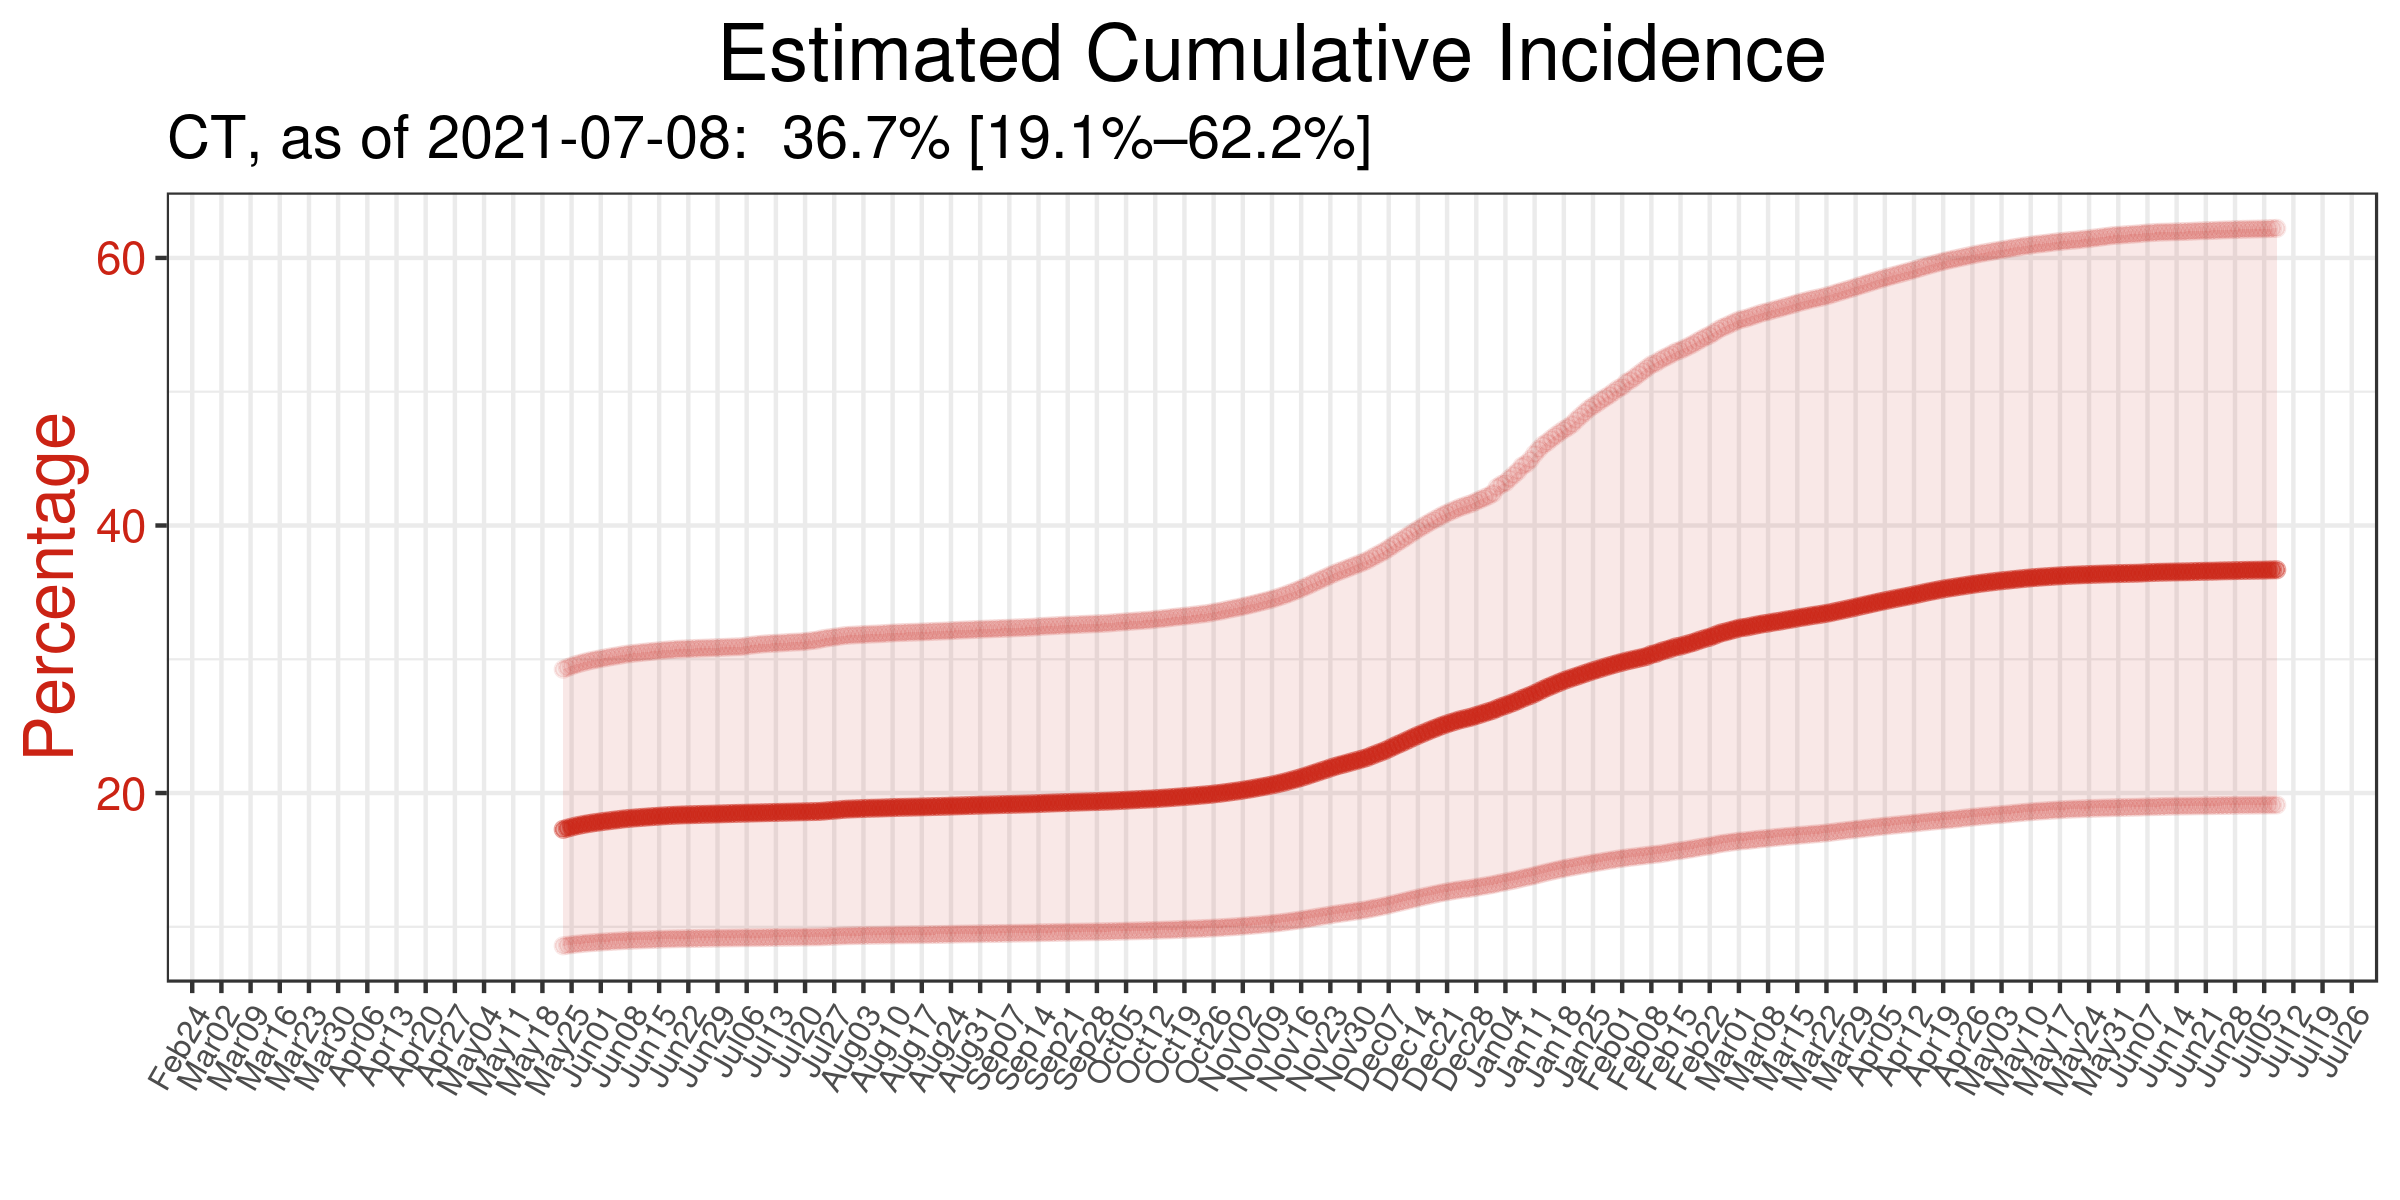 Estimated Cumulative Incidence
CT, as of 2021-07-08:  36.7% [19.1%–62.2%]
Percentage
60
40
20
Feb24
Mar02
Mar09
Mar16
Mar23
Mar30
Apr06
Apr13
Apr20
Apr27
May04
May11
May18
May25
Jun01
Jun08
Jun15
Jun22
Jun29
Jul06
Jul13
Jul20
Jul27
Aug03
Aug10
Aug17
Aug24
Aug31
Sep07
Sep14
Sep21
Sep28
Oct05
Oct12
Oct19
Oct26
Nov02
Nov09
Nov16
Nov23
Nov30
Dec07
Dec14
Dec21
Dec28
Jan04
Jan11
Jan18
Jan25
Feb01
Feb08
Feb15
Feb22
Mar01
Mar08
Mar15
Mar22
Mar29
Apr05
Apr12
Apr19
Apr26
May03
May10
May17
May24
May31
Jun07
Jun14
Jun21
Jun28
Jul05
Jul12
Jul19
Jul26